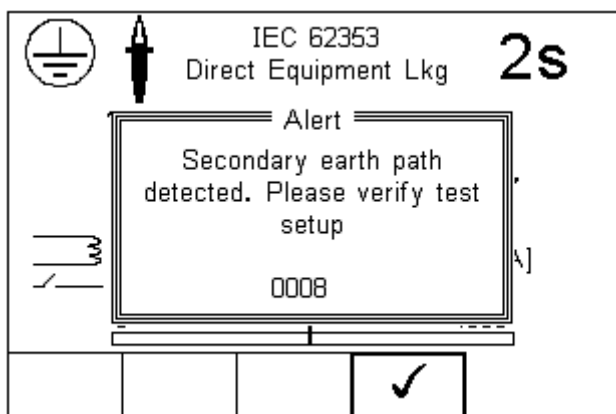 IEC 62353
Direct Equipment Lkg
2s
Alert
Secondary earth path
detected. Please verify test
setup
0008